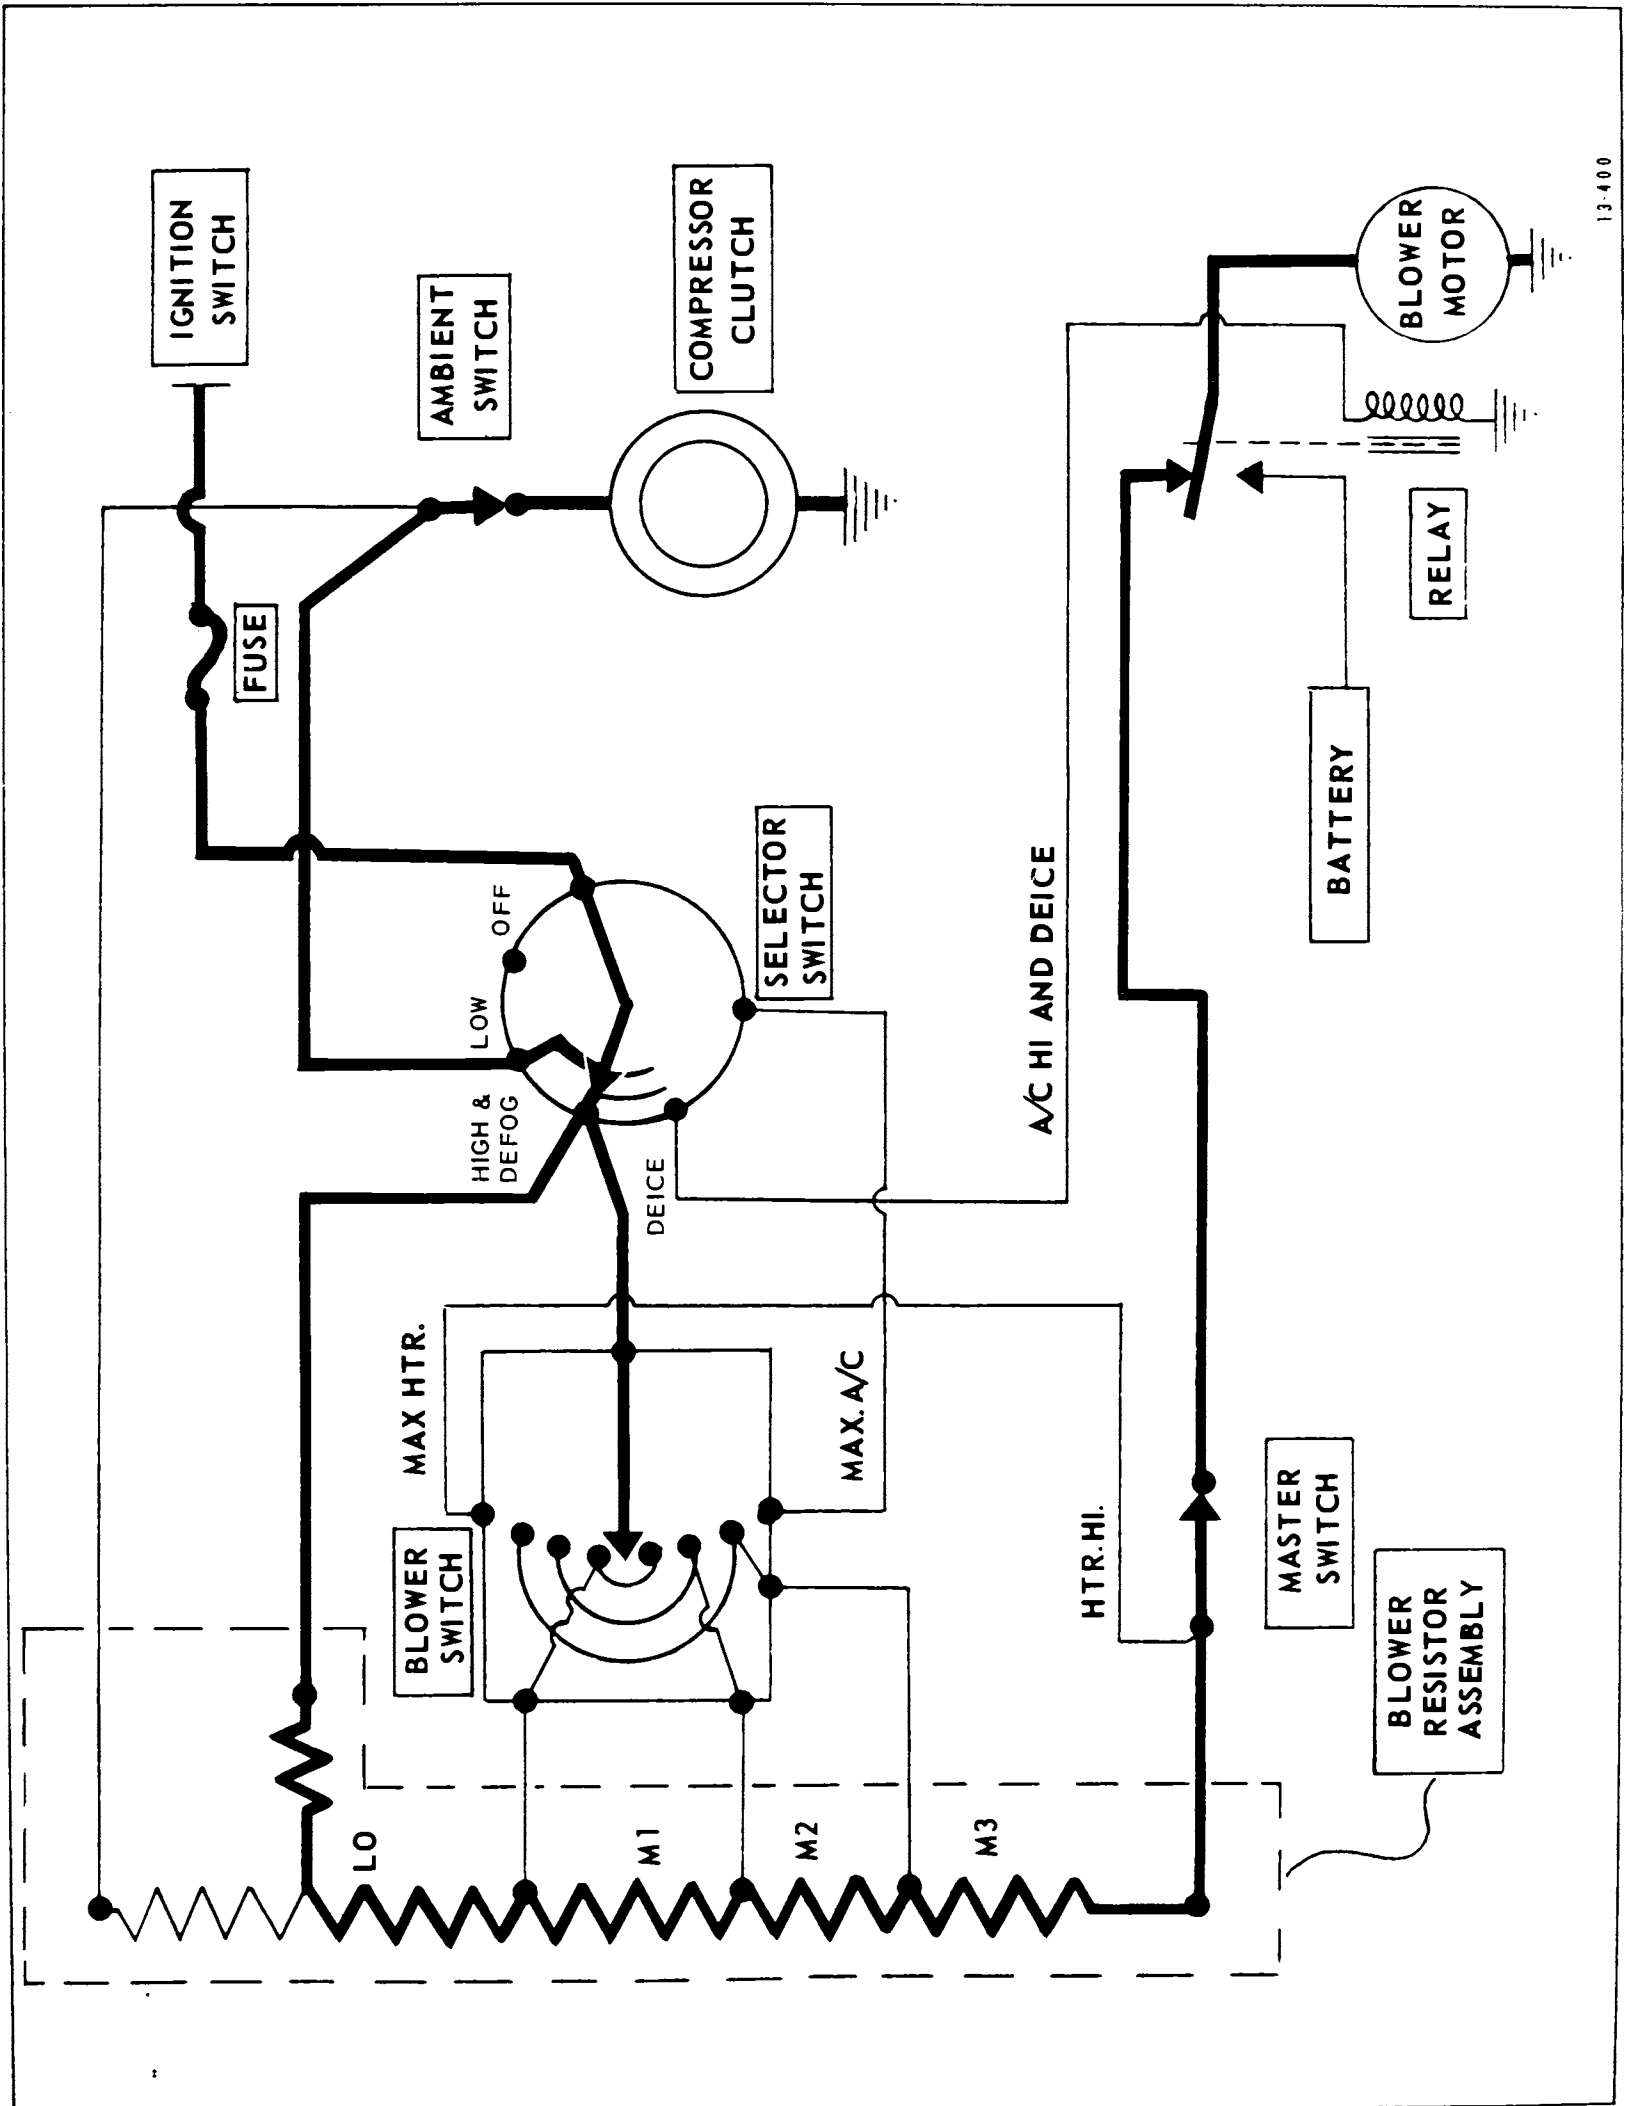 BLOWER
RESISTOR
ASSEMBLY
MASTER
SWITCH
BLOWER
SWITCH
LO
M1
M2
M3
MAX HTR.
MAX. A/C
HTR. HI.
HIGH &
DEFOG
LOW
OFF
DEICE
SELECTOR
SWITCH
A/C HI AND DEICE
BATTERY
FUSE
RELAY
IGNITION
SWITCH
AMBIENT
SWITCH
COMPRESSOR
CLUTCH
BLOWER
MOTOR
13-400